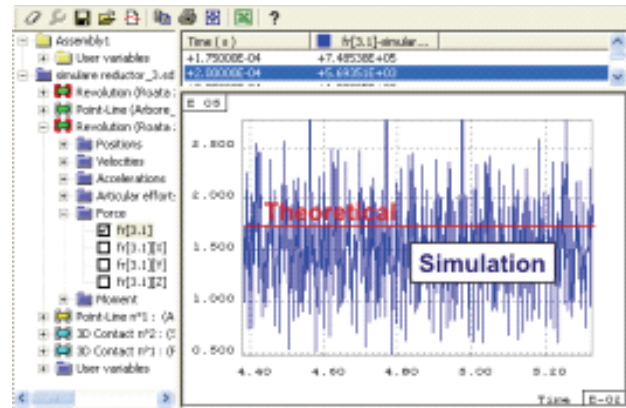 ?
Assembly1
User variables
simulare reductor_3.sd
Revolution (Roata
Point-Line (Arbore_
Revolution (Roata
Positions
Velocities
Accelerations
Articular effort
Force
fr[3.1]
fr[3.1][X]
fr[3.1][Y]
fr[3.1][Z]
Moment
Point-Line n°1 : (A
3D Contact n°2 : (
3D Contact n°1 : (
User variables
Time (s) fr[3.1]-simular...
+1.75000E-04 +7.48538E+05
+2.00000E-04 +5.69351E+03
E 05
2.500
2.000
Theoretical
1.500
Simulation
1.000
0.500
4.40 4.60 4.80 5.00 5.20
Time E-02